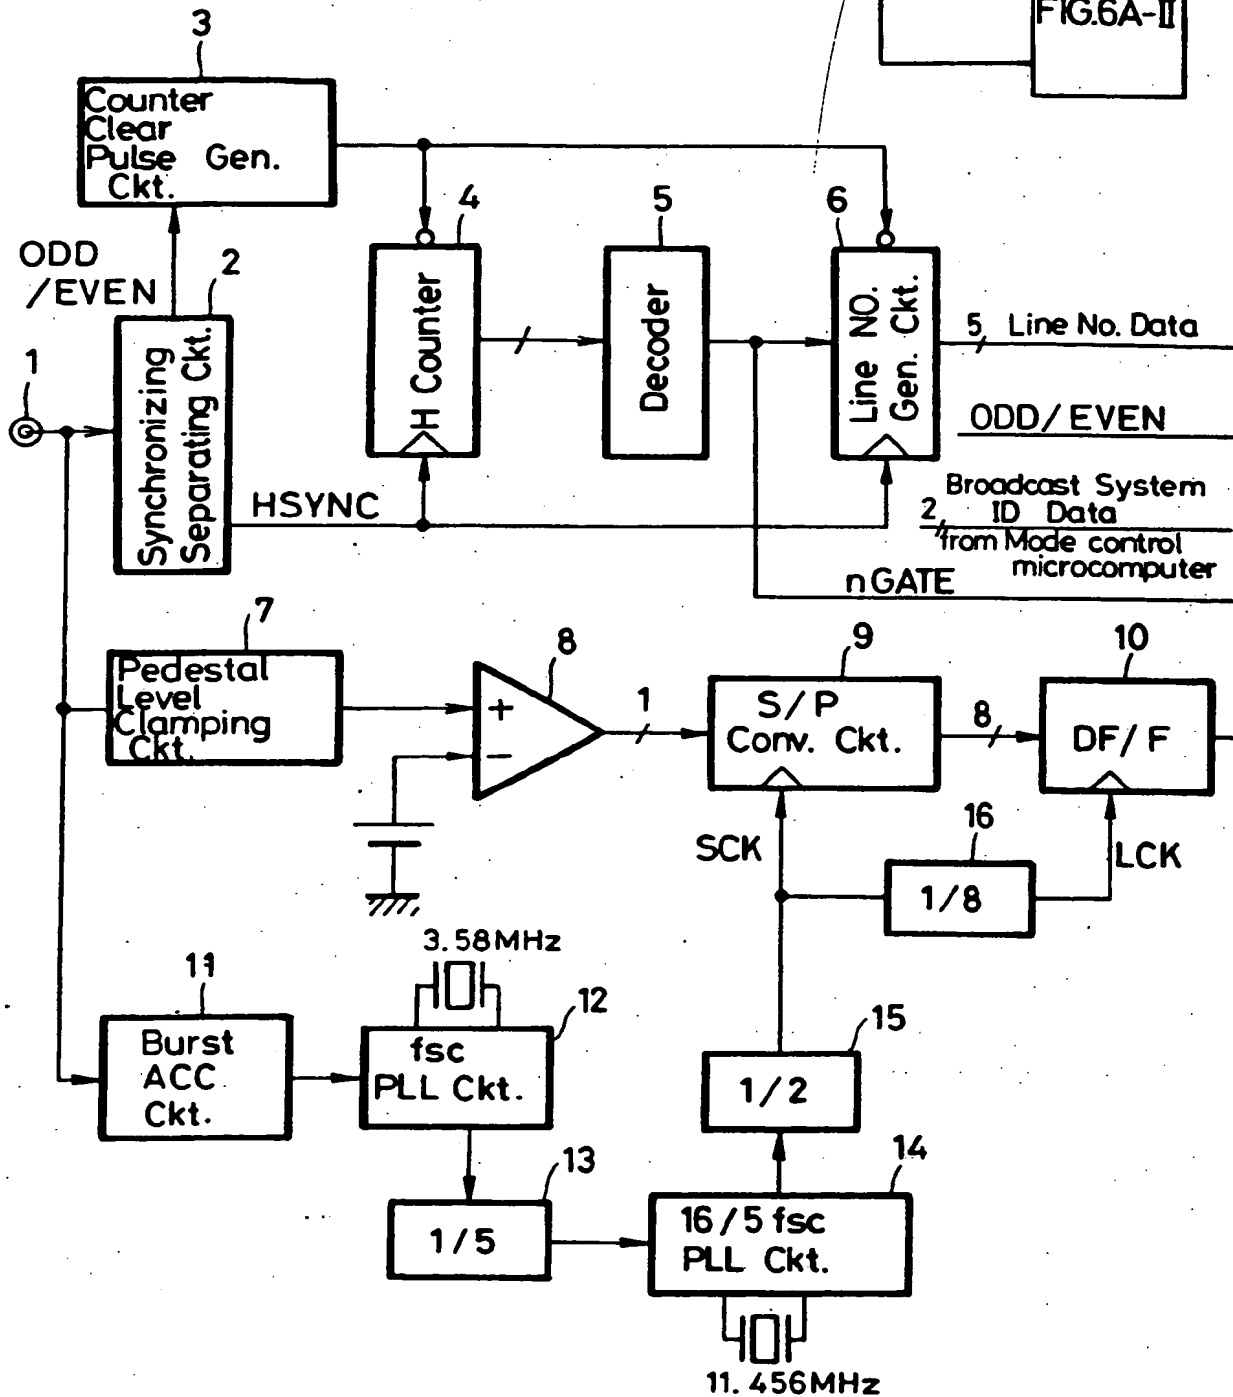 FIG.6A-II
3
Counter
Clear
Pulse Gen.
Ckt.
4
5
6
ODD
/EVEN
2
1
Synchronizing
Separating Ckt.
H Counter
Decoder
Line NO.
Gen. Ckt.
5 Line No. Data
ODD/EVEN
HSYNC
Broadcast System
2 ID Data
from Mode control
microcomputer
nGATE
7
Pedestal
Level
Clamping
Ckt.
8
+
−
1
9
S/P
Conv. Ckt.
8
10
DF/F
SCK
16
1/8
LCK
3.58MHz
11
Burst
ACC
Ckt.
12
fsc
PLL Ckt.
15
1/2
13
1/5
14
16/5 fsc
PLL Ckt.
11.456MHz